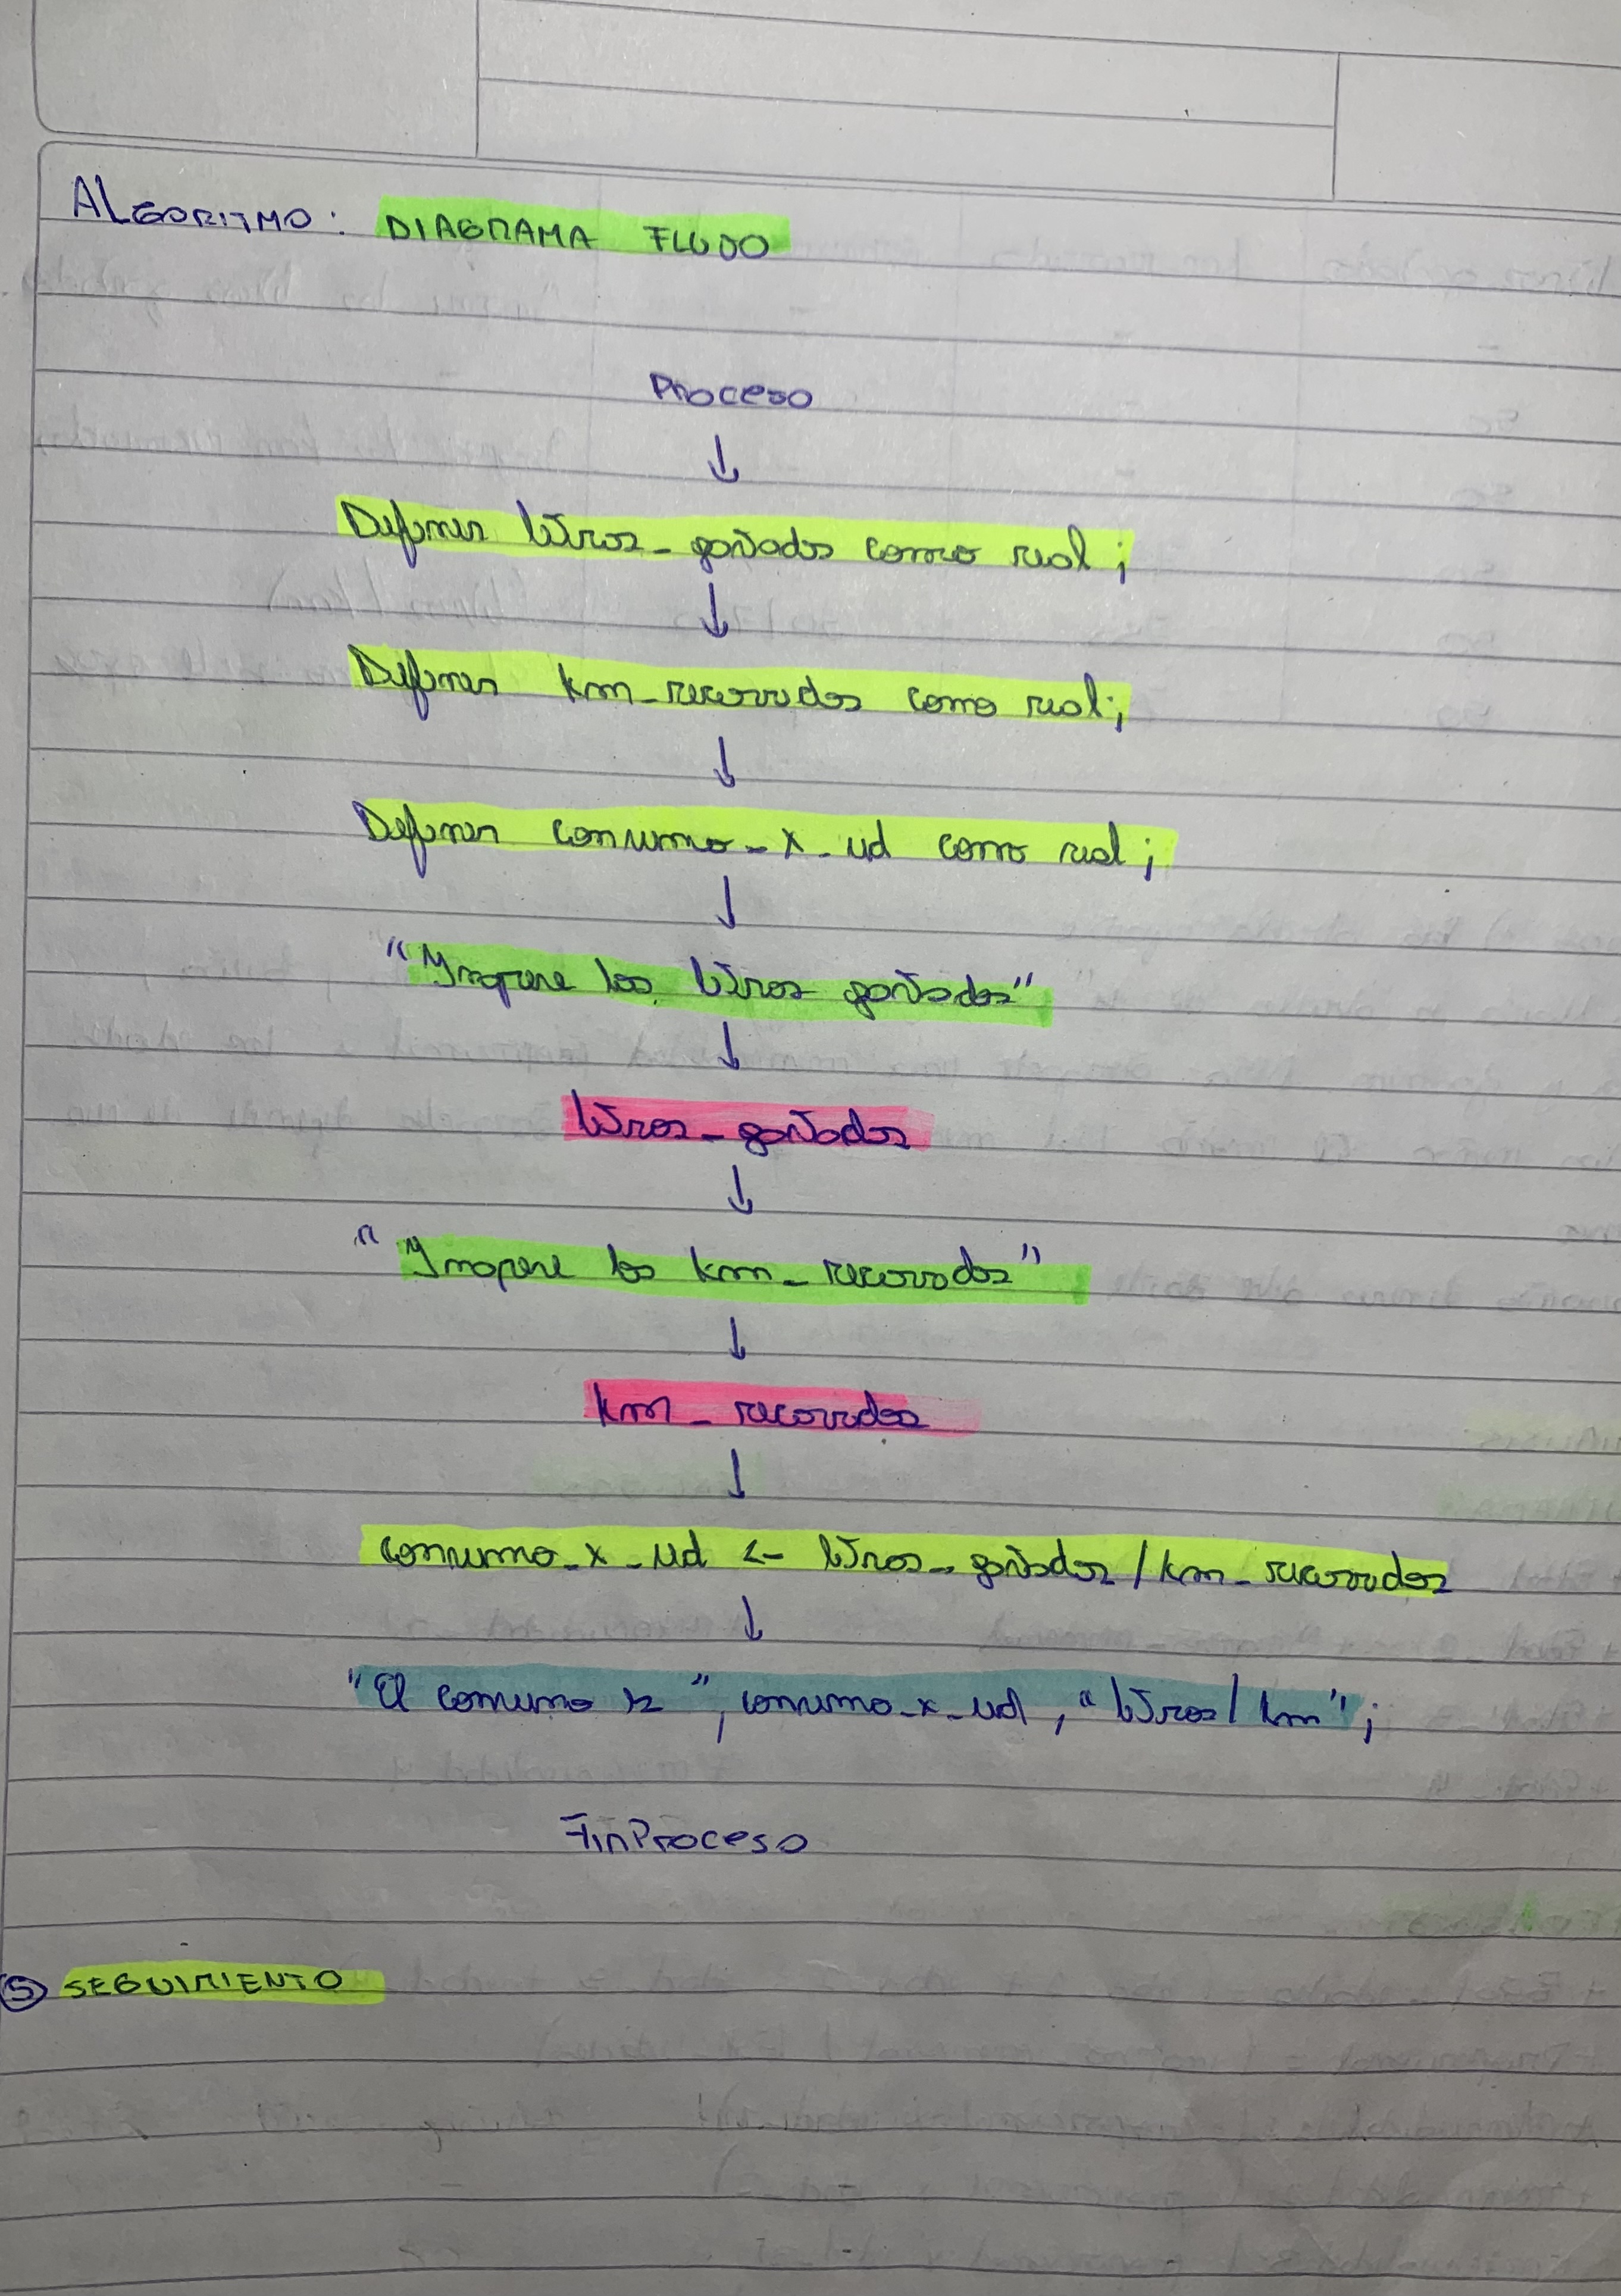 ALGORITMO: DIAGRAMA FLUJO
Proceso
↓
Definir litros_gastados como real;
↓
Definir km_recorridos como real;
↓
Definir consumo_x_ud como real;
↓
"Ingrese los litros gastados"
↓
litros_gastados
↓
"Ingrese los km_recorridos"
↓
km_recorridos
↓
consumo_x_ud <- litros_gastados / km_recorridos
↓
"El consumo es", consumo_x_ud, "litros/km";
FinProceso
5 SEGUIMIENTO